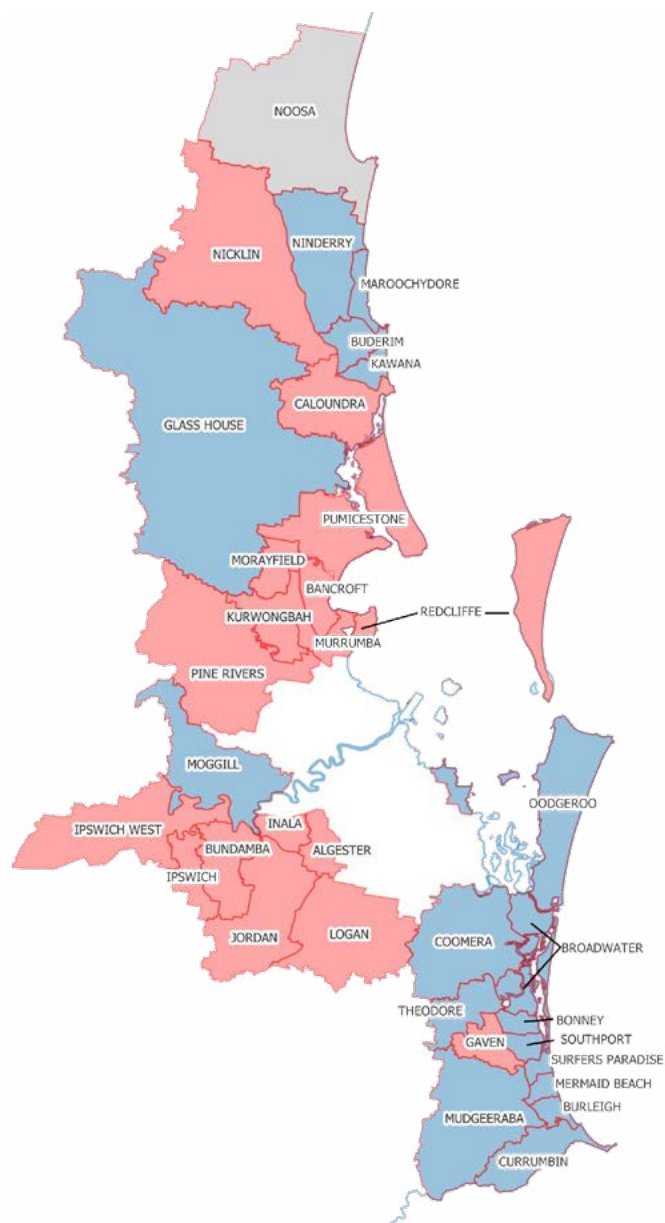 NOOSA
NINDERRY
NICKLIN
MAROOCHYDORE
BUDERIM
KAWANA
CALOUNDRA
GLASS HOUSE
PUMICESTONE
MORAYFIELD
BANCROFT
REDCLIFFE
KURWONGBAH
MURRUMBA
PINE RIVERS
MOGGILL
OODGEROO
INALA
IPSWICH WEST
BUNDAMBA
ALGESTER
IPSWICH
JORDAN
LOGAN
COOMERA
BROADWATER
THEODORE
BONNEY
SOUTHPORT
GAVEN
SURFERS PARADISE
MERMAID BEACH
BURLEIGH
MUDGEERABA
CURRUMBIN